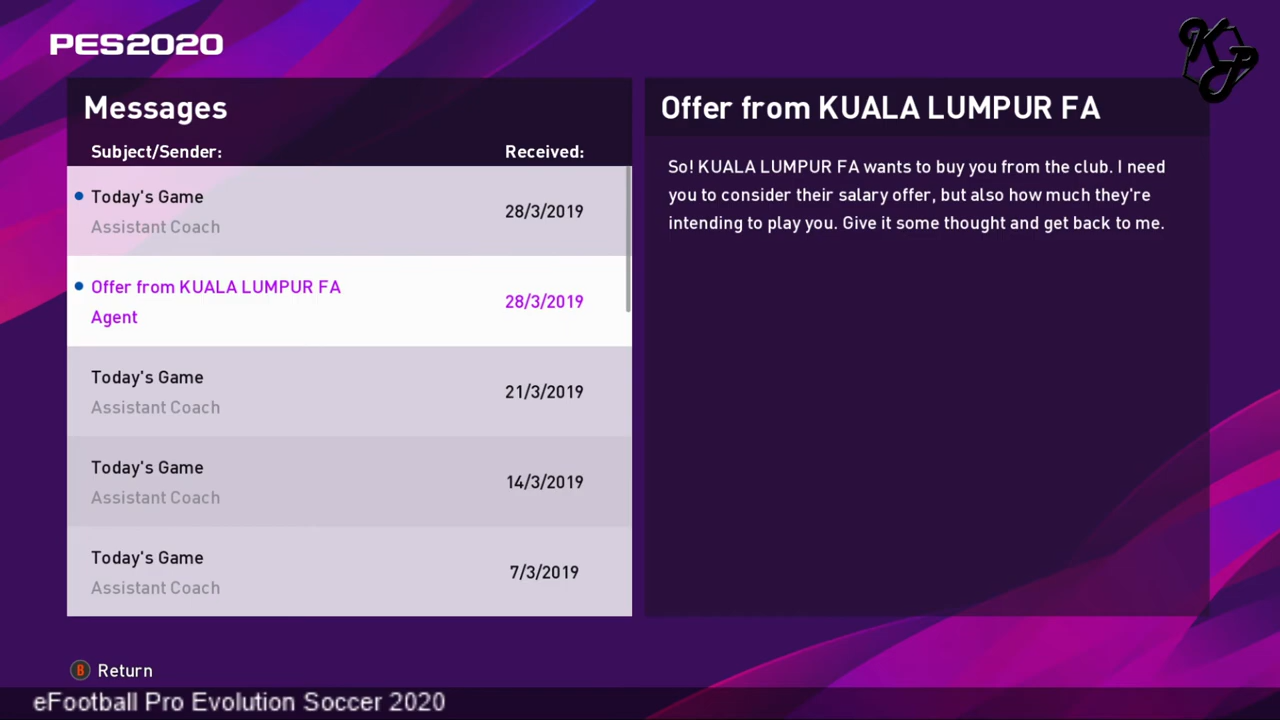 PES2020
KP
Messages
Subject/Sender:
Received:
Today's Game
Assistant Coach
28/3/2019
Offer from KUALA LUMPUR FA
Agent
28/3/2019
Today's Game
Assistant Coach
21/3/2019
Today's Game
Assistant Coach
14/3/2019
Today's Game
Assistant Coach
7/3/2019
Offer from KUALA LUMPUR FA
So! KUALA LUMPUR FA wants to buy you from the club. I need
you to consider their salary offer, but also how much they're
intending to play you. Give it some thought and get back to me.
B Return
eFootball Pro Evolution Soccer 2020